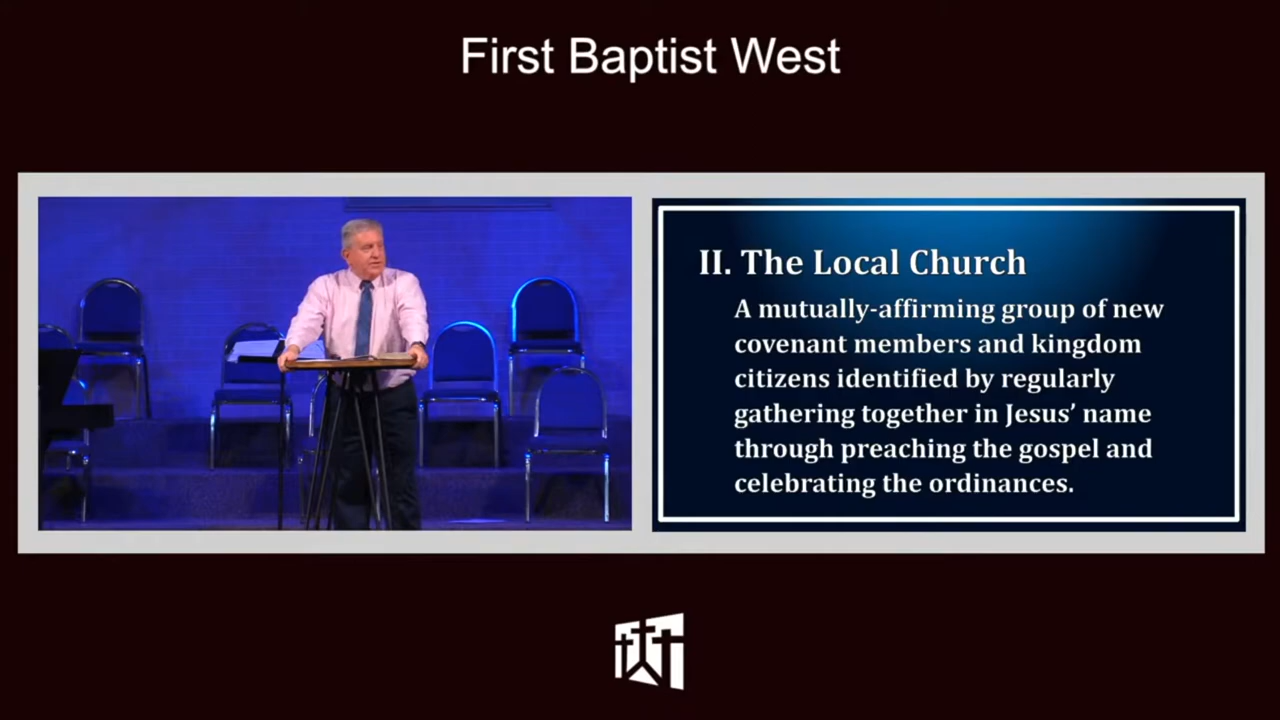 First Baptist West
II. The Local Church
A mutually-affirming group of new
covenant members and kingdom
citizens identified by regularly
gathering together in Jesus’ name
through preaching the gospel and
celebrating the ordinances.